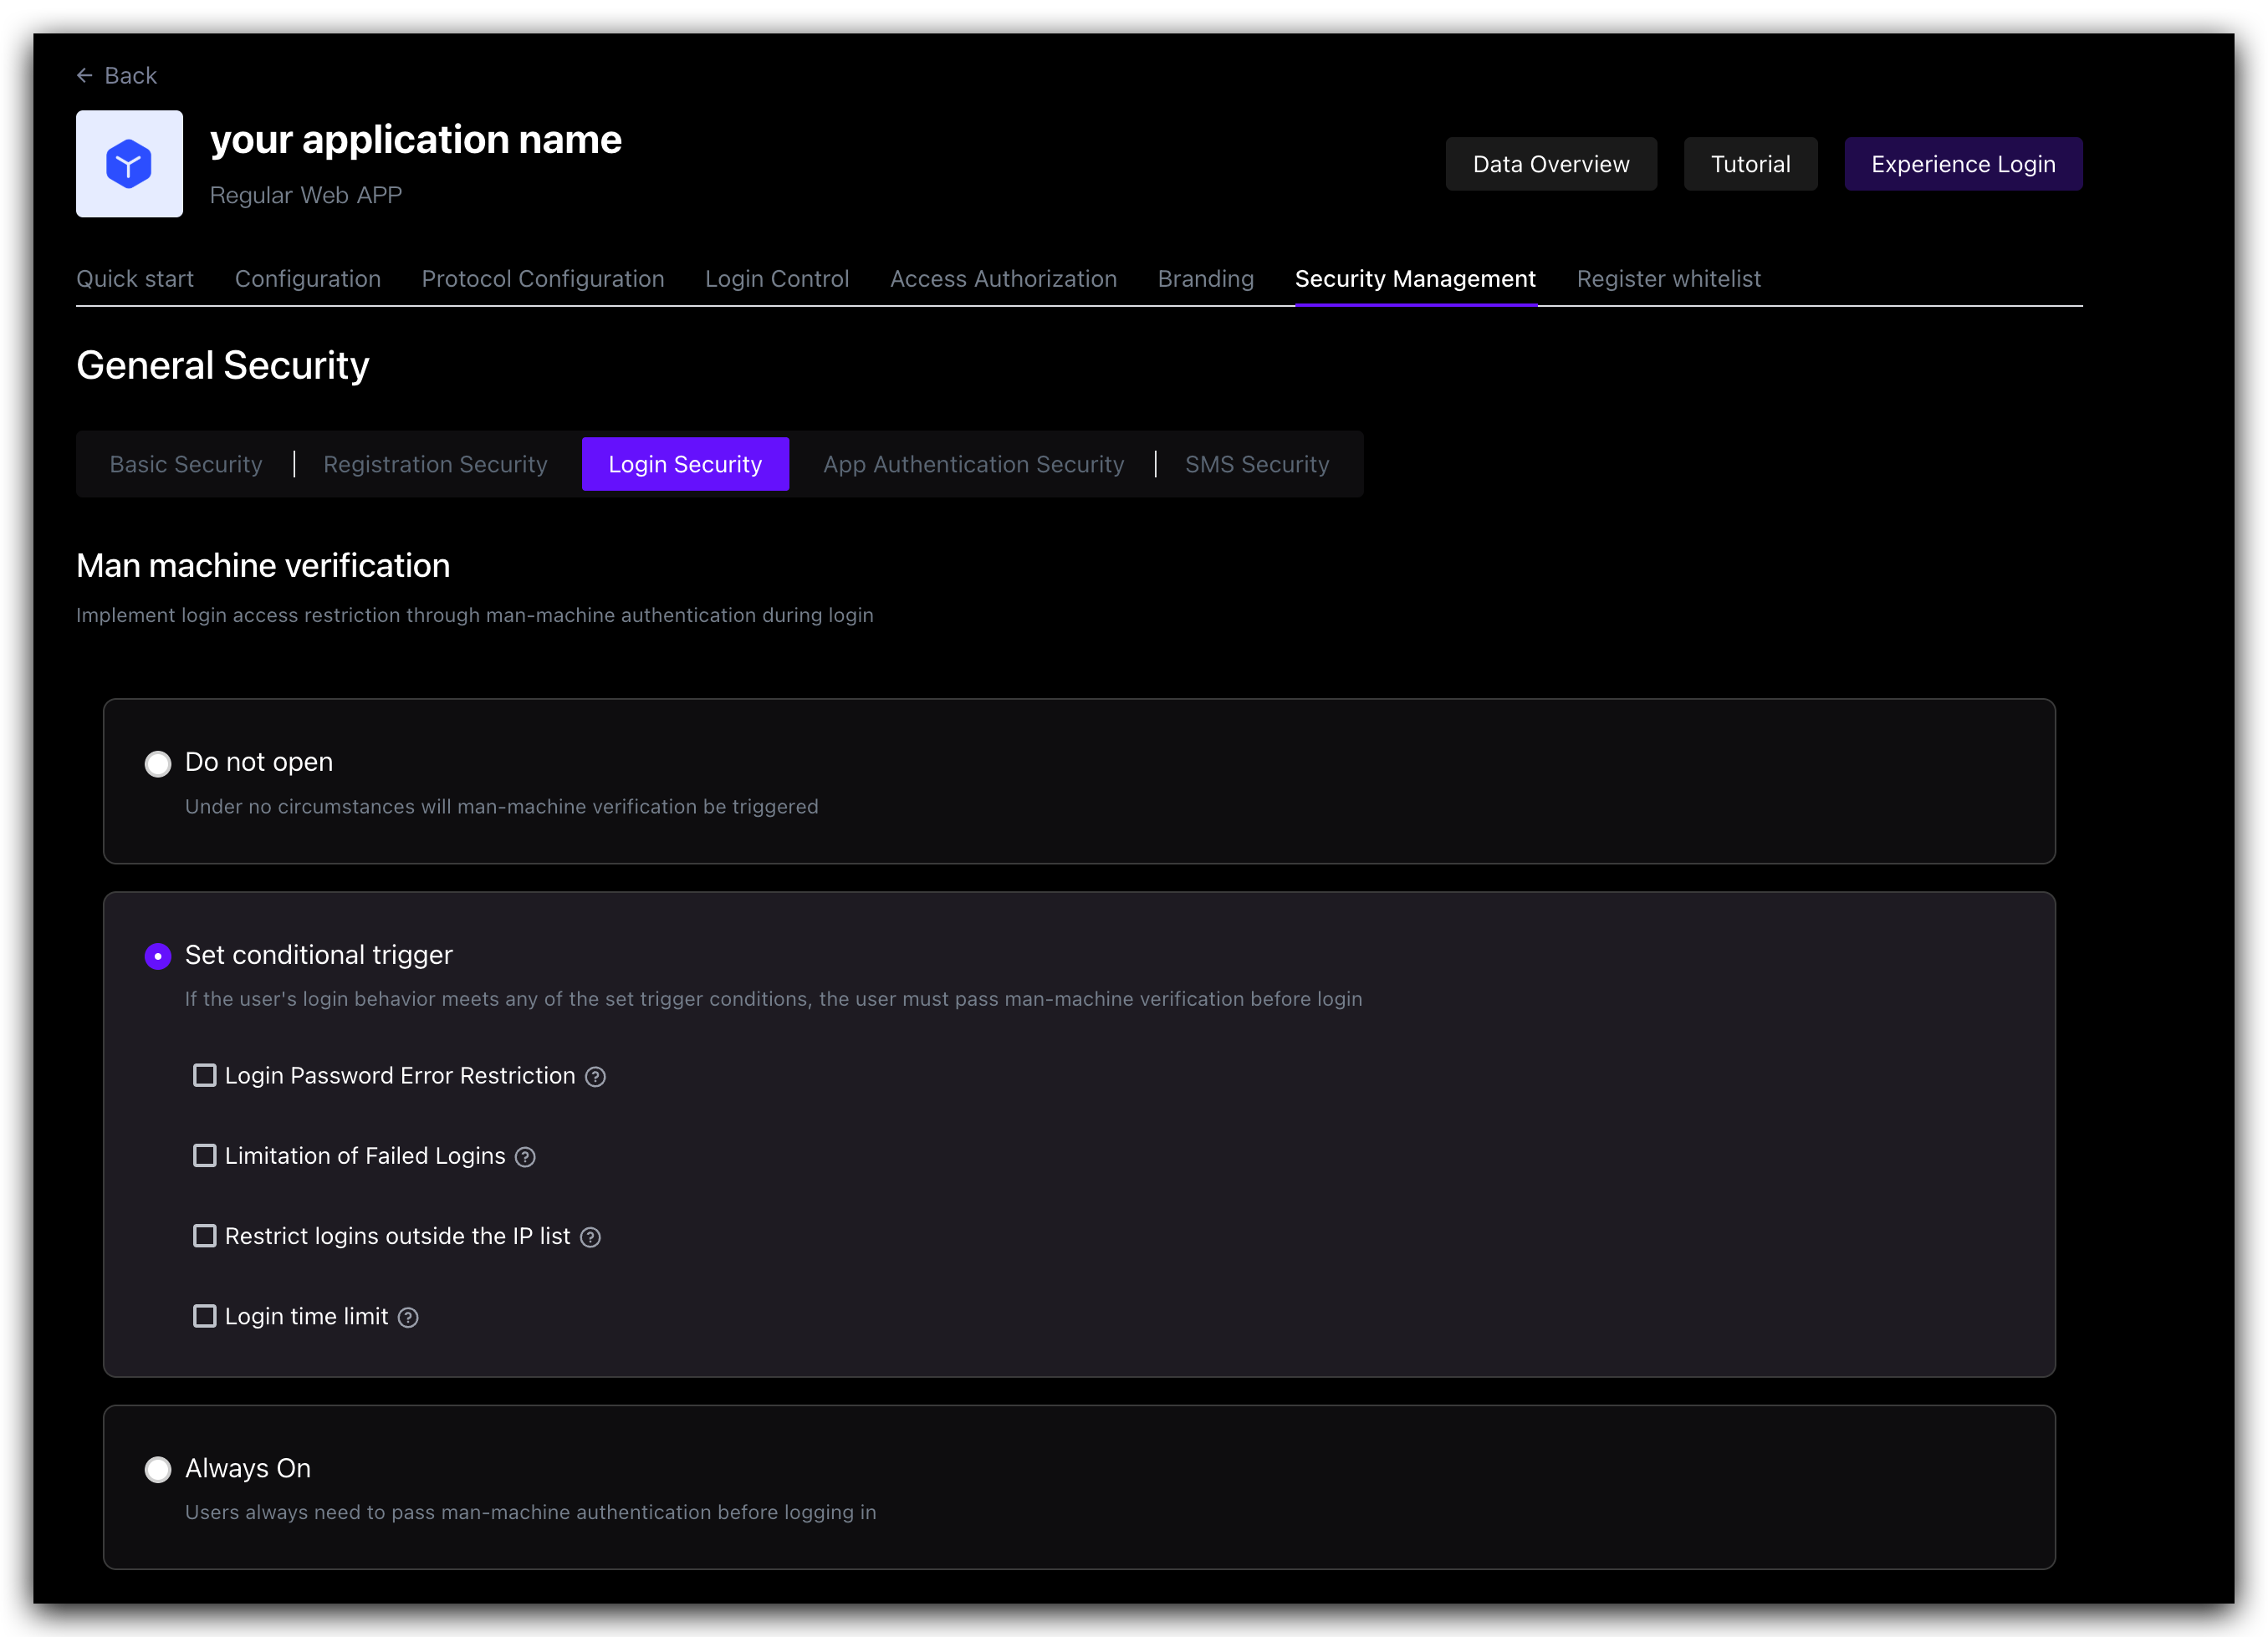 ← Back
your application name
Regular Web APP
Data Overview Tutorial Experience Login
Quick start Configuration Protocol Configuration Login Control Access Authorization Branding Security Management Register whitelist
General Security
Basic Security | Registration Security Login Security App Authentication Security | SMS Security
Man machine verification
Implement login access restriction through man-machine authentication during login
Do not open
Under no circumstances will man-machine verification be triggered
Set conditional trigger
If the user's login behavior meets any of the set trigger conditions, the user must pass man-machine verification before login
Login Password Error Restriction ?
Limitation of Failed Logins ?
Restrict logins outside the IP list ?
Login time limit ?
Always On
Users always need to pass man-machine authentication before logging in